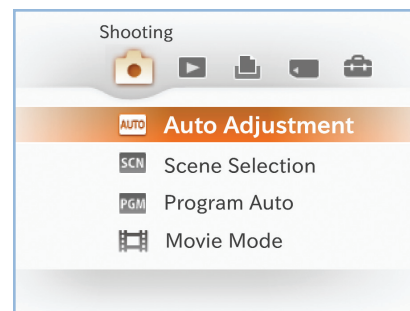 Shooting
AUTO Auto Adjustment
SCN Scene Selection
PGM Program Auto
Movie Mode